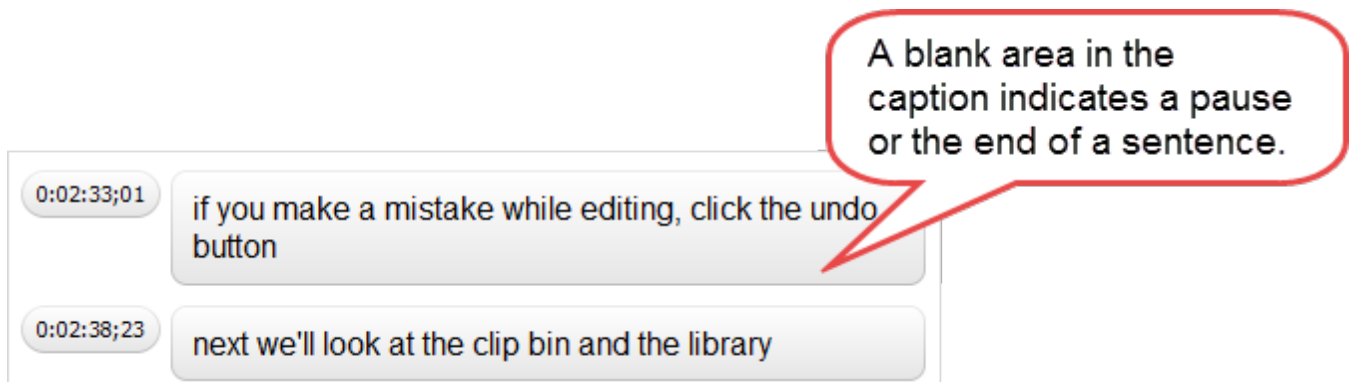 A blank area in the
caption indicates a pause
or the end of a sentence.
0:02:33;01
if you make a mistake while editing, click the undo
button
0:02:38;23
next we'll look at the clip bin and the library